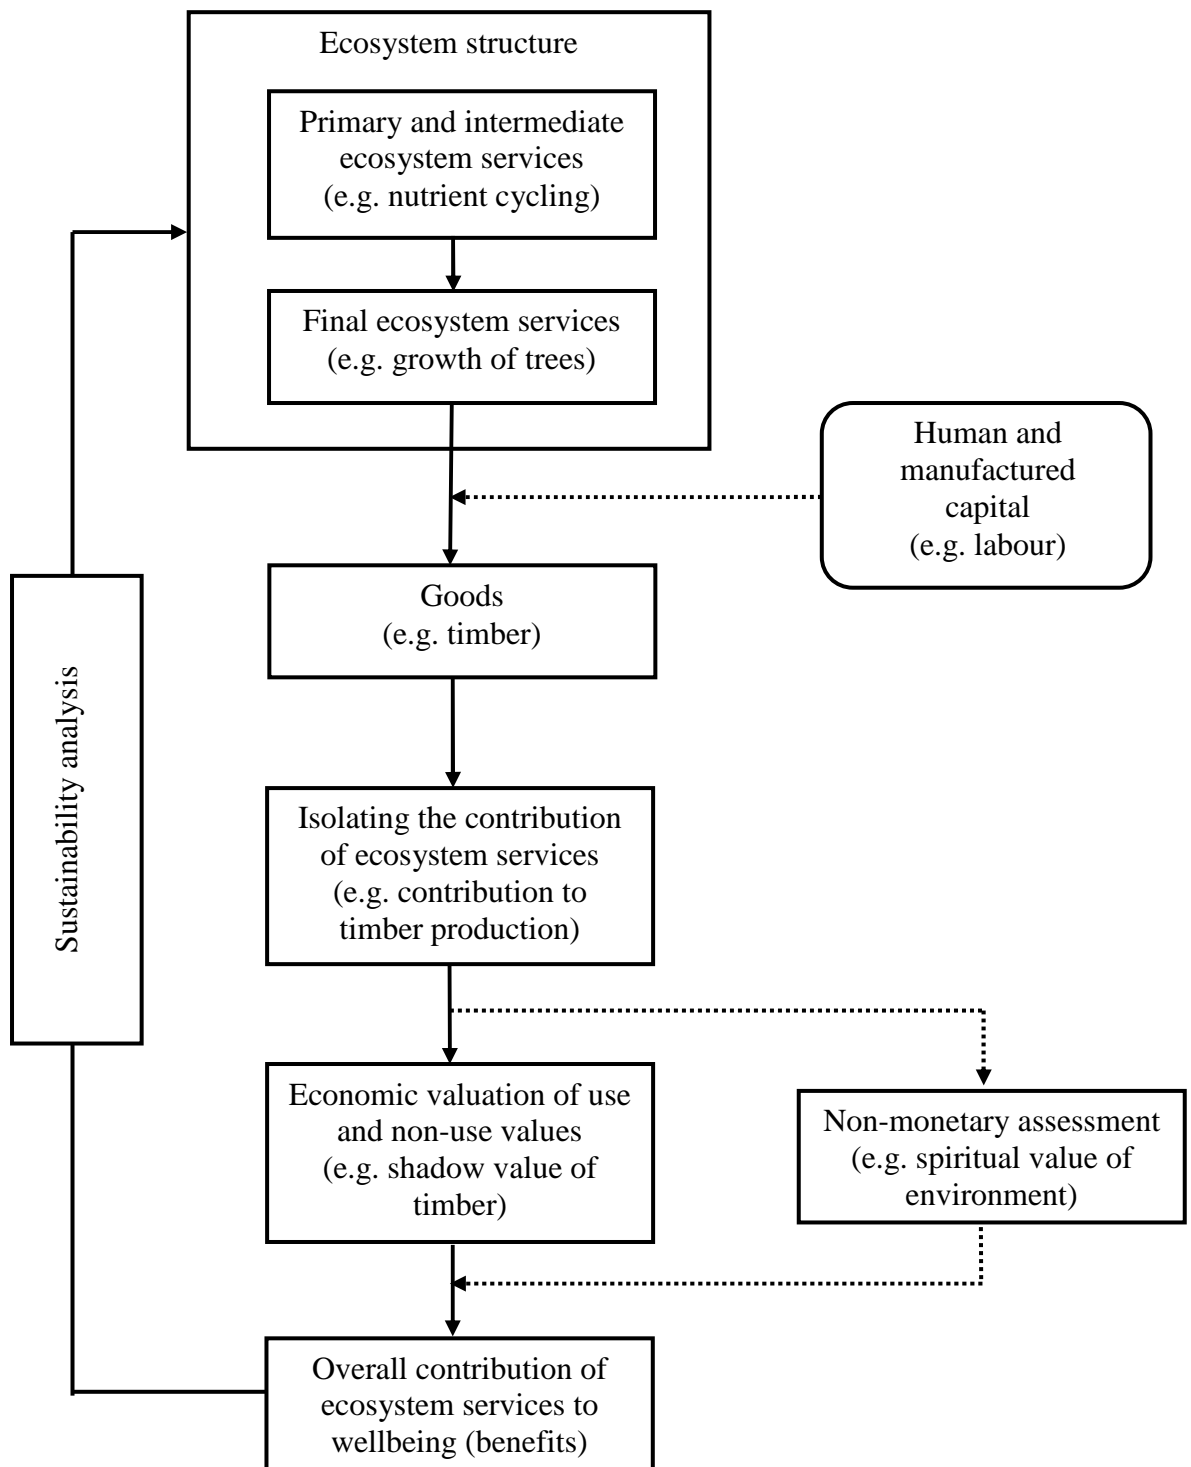 Ecosystem structure
Primary and intermediate
ecosystem services
(e.g. nutrient cycling)
Final ecosystem services
(e.g. growth of trees)
Human and
manufactured
capital
(e.g. labour)
Goods
(e.g. timber)
Sustainability analysis
Isolating the contribution
of ecosystem services
(e.g. contribution to
timber production)
Economic valuation of use
and non-use values
(e.g. shadow value of
timber)
Non-monetary assessment
(e.g. spiritual value of
environment)
Overall contribution of
ecosystem services to
wellbeing (benefits)